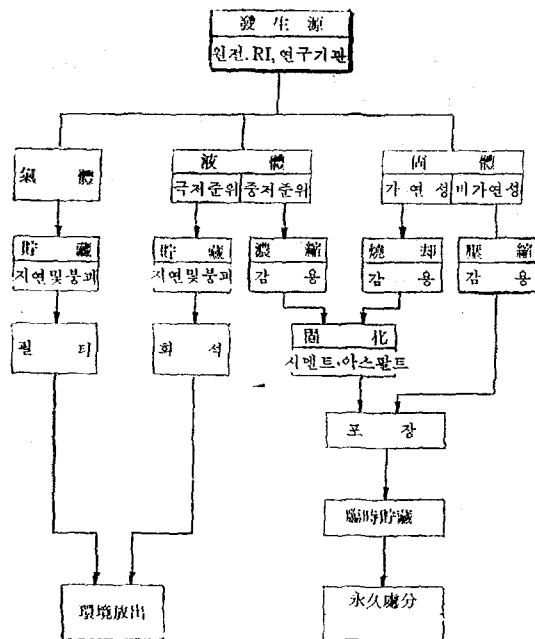 發生源
원전. RI, 연구기관
氣體
液體
극저준위 중저준위
固體
가연성 비가연성
貯藏
지연및붕괴
貯藏
지연및붕괴
濃縮
감용
燒却
감용
壓縮
감용
필터
희석
固化
시멘트·아스팔트
포장
臨時貯藏
環境放出
永久處分